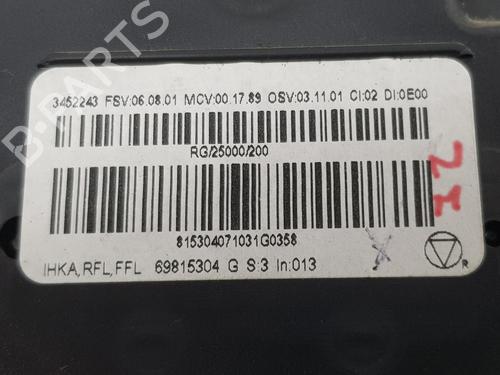 3452243 FSV:06.08.01 MCV:00.17.89 OSV:03.11.01 CI:02 DI:0E00
RG/25000/200
815304071031G0358
IHKA, RFL, FFL 69815304 G S:3 In:013
R
B-PARTS